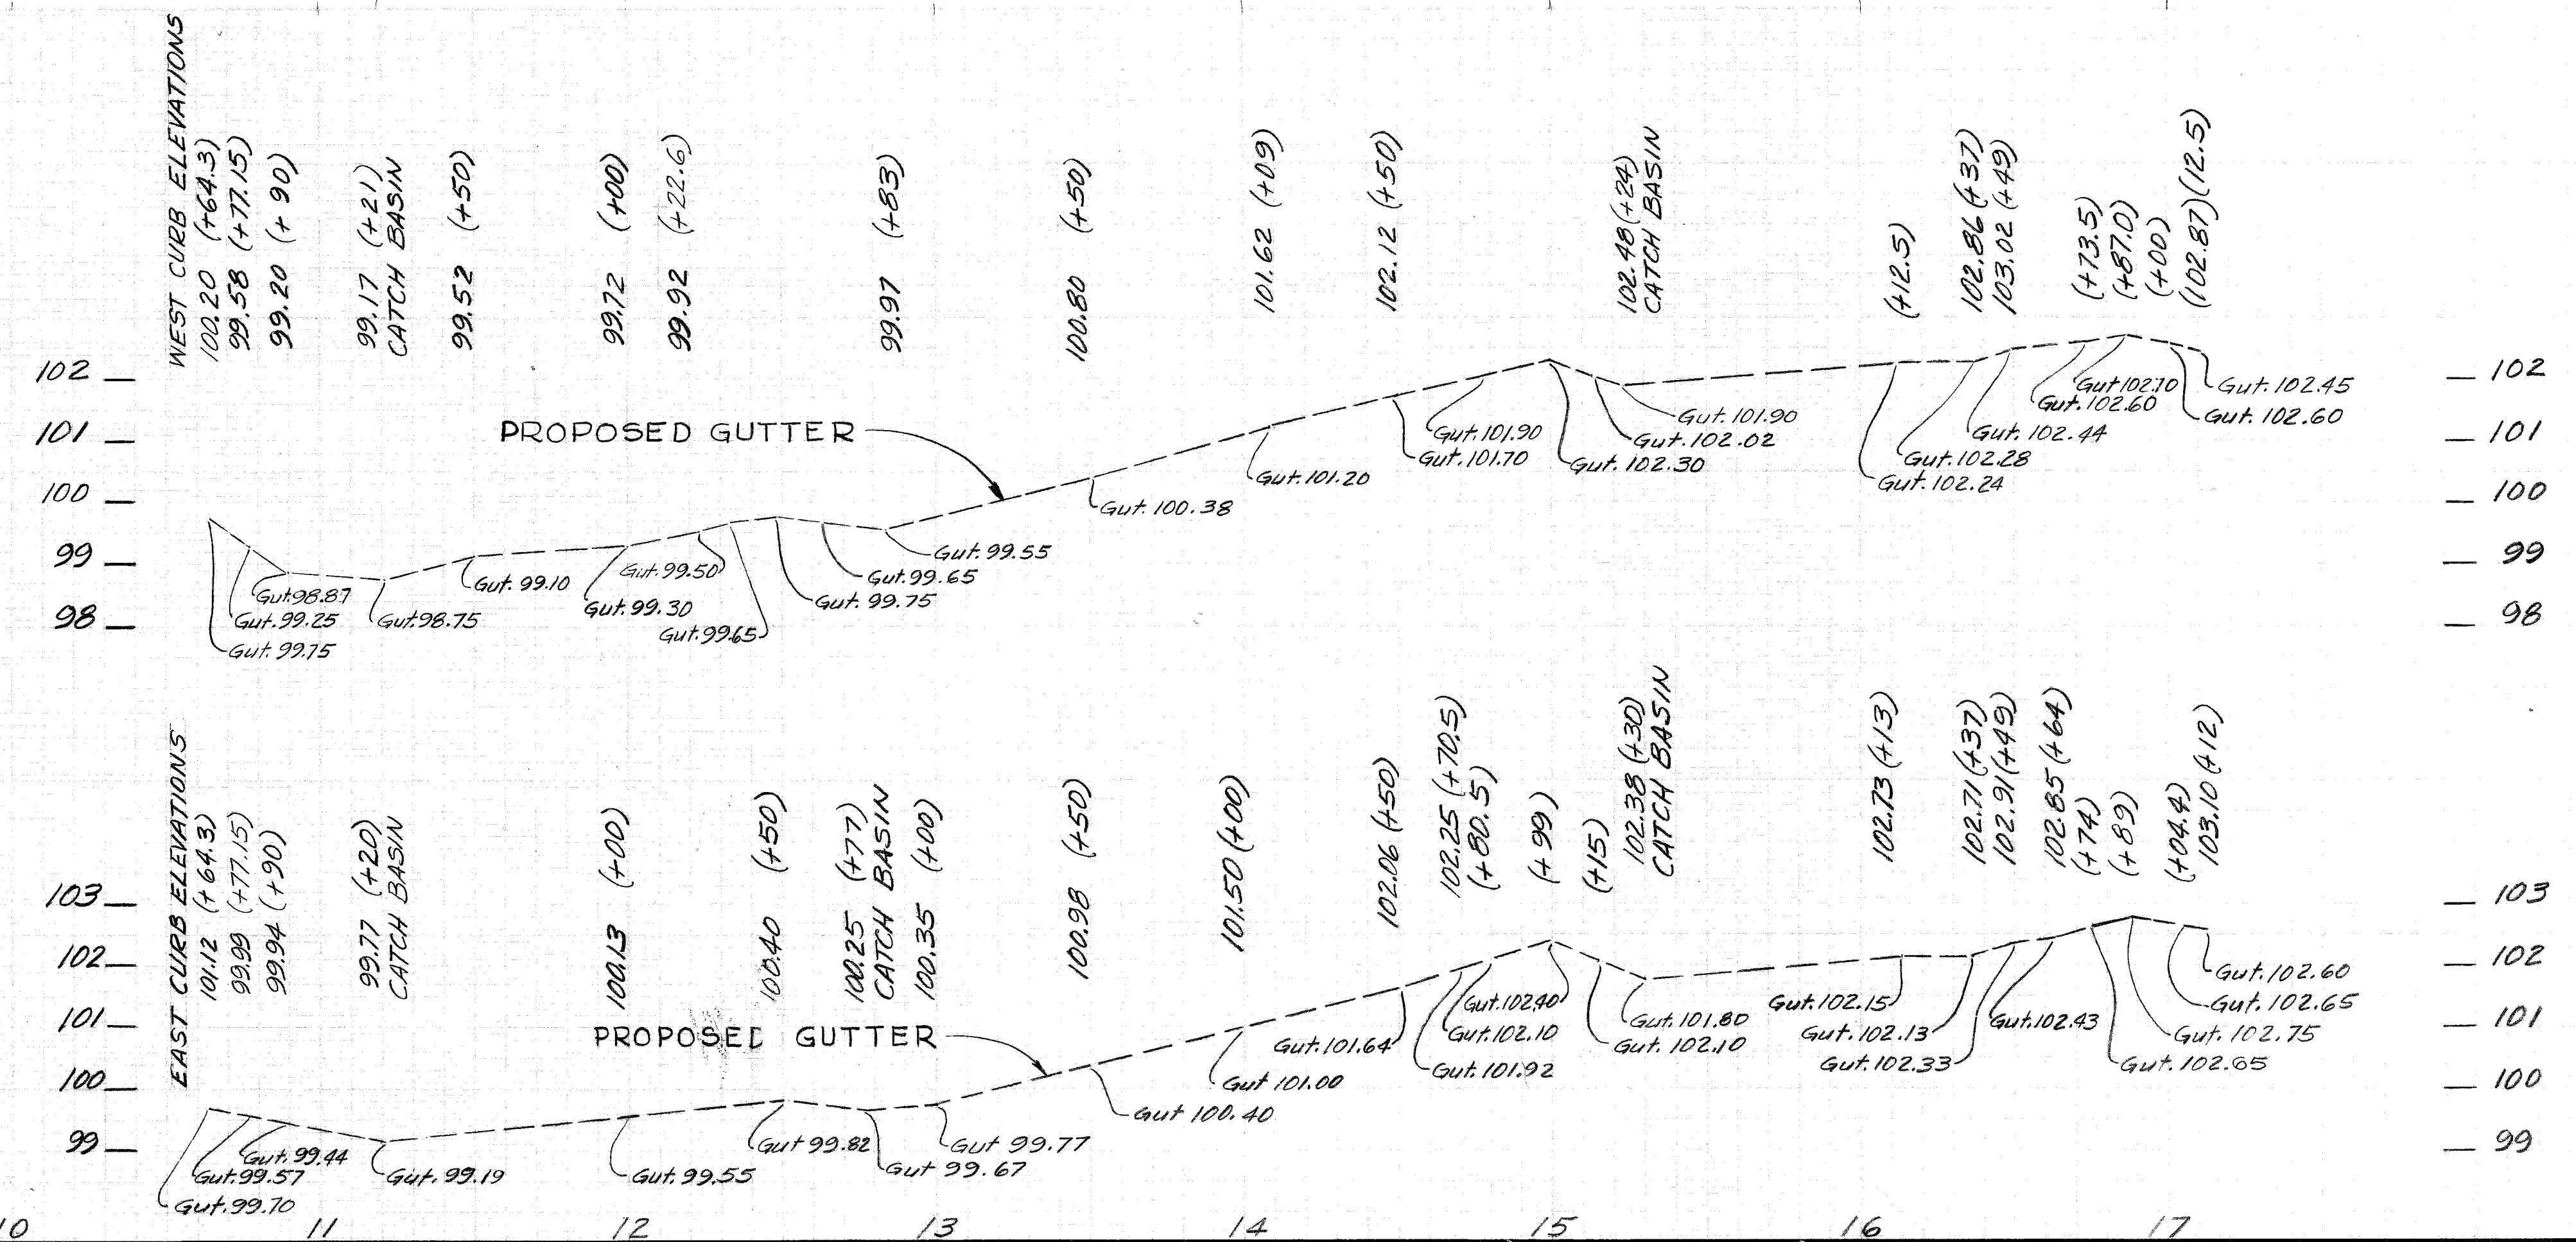 WEST CURB ELEVATIONS
100.20 (+64.3)
99.58 (+77.15)
99.20 (+90)
99.17 (+21)
CATCH BASIN
99.52 (+50)
99.72 (+00)
99.92 (+22.6)
99.97 (+83)
100.80 (+50)
101.62 (+09)
102.12 (+50)
102.48 (+24)
CATCH BASIN
(+12.5)
102.86 (+37)
103.02 (+49)
(+73.5)
(+87.0)
(+00)
(102.87) (12.5)
102
101
100
99
98
PROPOSED GUTTER
Gut. 98.87
Gut. 99.25
Gut. 99.75
Gut. 98.75
Gut. 99.10
Gut. 99.30
Gut. 99.50
Gut. 99.65
Gut. 99.75
Gut. 99.65
Gut. 99.55
Gut. 100.38
Gut. 101.20
Gut. 101.70
Gut. 101.90
Gut. 102.30
Gut. 102.02
Gut. 101.90
Gut. 102.24
Gut. 102.28
Gut. 102.44
Gut. 102.60
Gut 102.70
Gut. 102.60
Gut. 102.45
102
101
100
99
98
EAST CURB ELEVATIONS
101.12 (+64.3)
99.99 (+77.15)
99.94 (+90)
99.77 (+20)
CATCH BASIN
100.13 (+00)
100.40 (+50)
100.25 (+77)
CATCH BASIN
100.35 (+00)
100.98 (+50)
101.50 (+00)
102.06 (+50)
102.25 (+70.5)
(+80.5)
(+99)
(+15)
102.38 (+30)
CATCH BASIN
102.73 (+13)
102.71 (+37)
102.91 (+49)
102.85 (+64)
(+74)
(+89)
(+04.4)
103.10 (+12)
103
102
101
100
99
PROPOSED GUTTER
Gut. 99.44
Gut. 99.57
Gut. 99.70
Gut. 99.19
Gut. 99.55
Gut 99.82
Gut 99.67
Gut 99.77
Gut 100.40
Gut 101.00
Gut. 101.64
Gut. 101.92
Gut. 102.10
Gut. 102.40
Gut. 102.10
Gut. 101.80
Gut. 102.15
Gut. 102.13
Gut. 102.33
Gut. 102.43
Gut. 102.65
Gut. 102.75
Gut. 102.65
Gut. 102.60
103
102
101
100
99
10 11 12 13 14 15 16 17